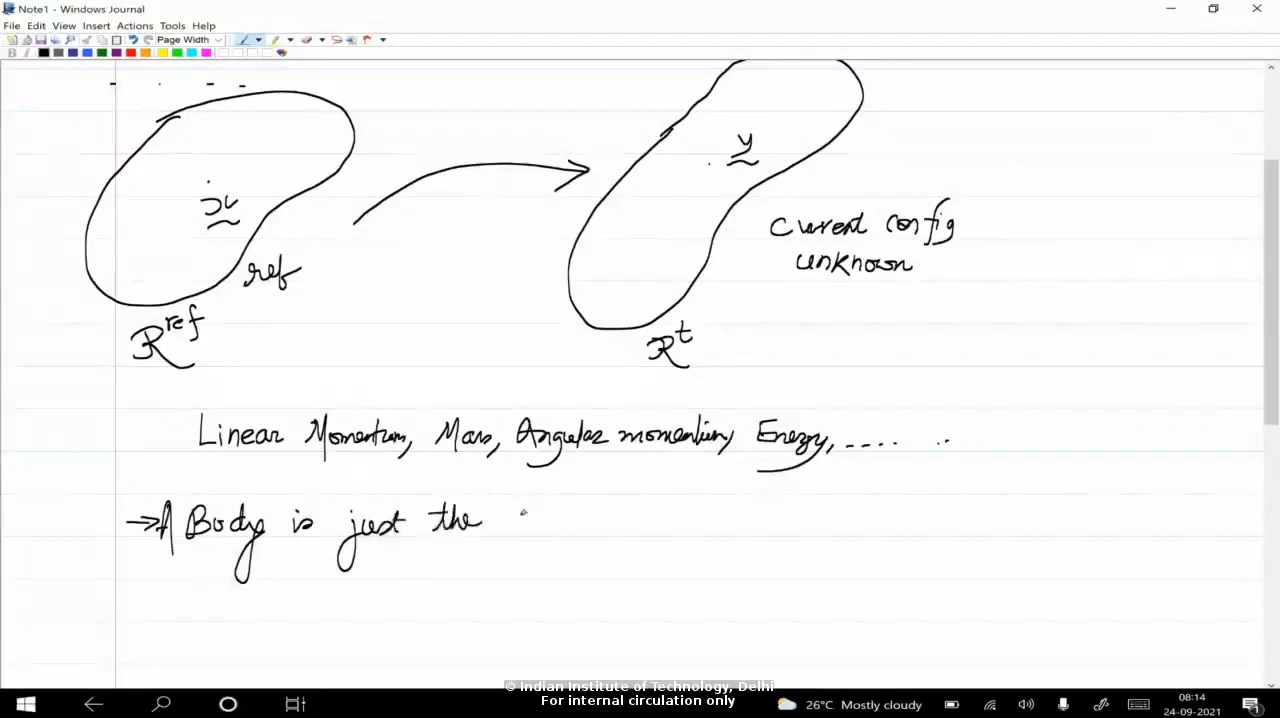 Note1 - Windows Journal
File Edit View Insert Actions Tools Help
Page Width
B I
x
y
ref
Current config
unknown
R^ref
R^t
Linear Momentum, Mass, Angular momentum, Energy, .... ..
→ A Body is just the
© Indian Institute of Technology, Delhi
For internal circulation only
26°C Mostly cloudy
08:14
24-09-2021
1